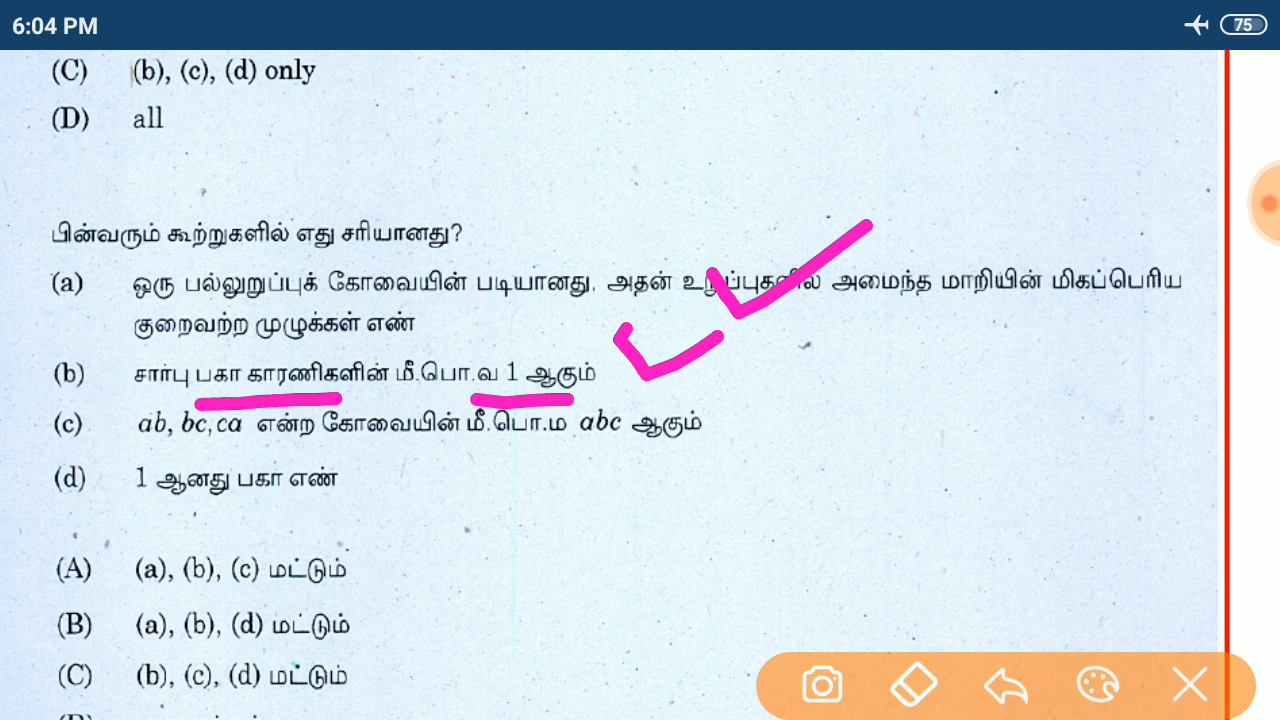 6:04 PM
75
(C) (b), (c), (d) only
(D) all
பின்வரும் கூற்றுகளில் எது சரியானது?
(a) ஒரு பல்லுறுப்புக் கோவையின் படியானது, அதன் உறுப்புகளில் அமைந்த மாறியின் மிகப்பெரிய
குறைவற்ற முழுக்கள் எண்
(b) சார்பு பகா காரணிகளின் மீ.பொ.வ 1 ஆகும்
(c) ab, bc, ca என்ற கோவையின் மீ.பொ.ம abc ஆகும்
(d) 1 ஆனது பகா எண்
(A) (a), (b), (c) மட்டும்
(B) (a), (b), (d) மட்டும்
(C) (b), (c), (d) மட்டும்